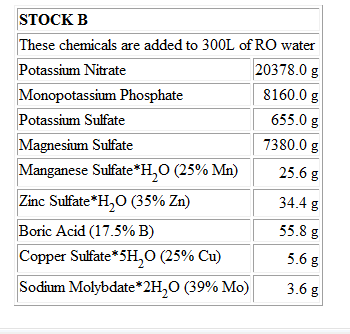 STOCK B
These chemicals are added to 300L of RO water
Potassium Nitrate 20378.0 g
Monopotassium Phosphate 8160.0 g
Potassium Sulfate 655.0 g
Magnesium Sulfate 7380.0 g
Manganese Sulfate*H₂O (25% Mn) 25.6 g
Zinc Sulfate*H₂O (35% Zn) 34.4 g
Boric Acid (17.5% B) 55.8 g
Copper Sulfate*5H₂O (25% Cu) 5.6 g
Sodium Molybdate*2H₂O (39% Mo) 3.6 g